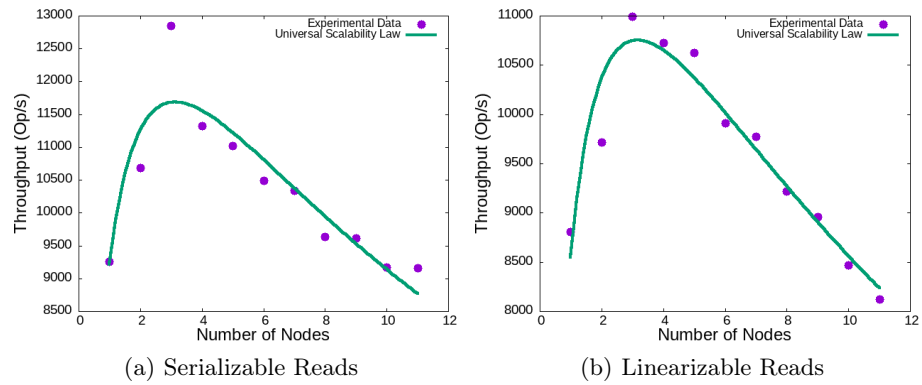 Experimental Data
Universal Scalability Law
13000
12500
12000
11500
11000
10500
10000
9500
9000
8500
Throughput (Op/s)
0 2 4 6 8 10 12
Number of Nodes
(a) Serializable Reads
Experimental Data
Universal Scalability Law
11000
10500
10000
9500
9000
8500
8000
Throughput (Op/s)
0 2 4 6 8 10 12
Number of Nodes
(b) Linearizable Reads